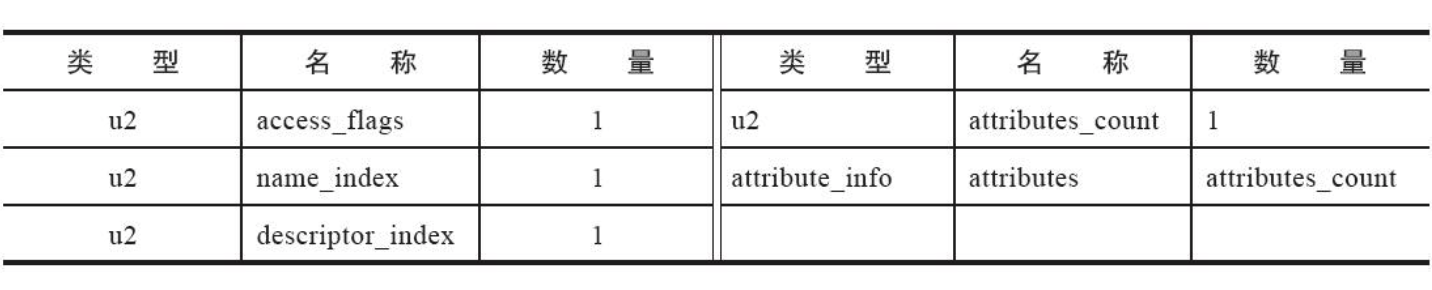 类 型 名 称 数 量 类 型 名 称 数 量
u2 access_flags 1 u2 attributes_count 1
u2 name_index 1 attribute_info attributes attributes_count
u2 descriptor_index 1